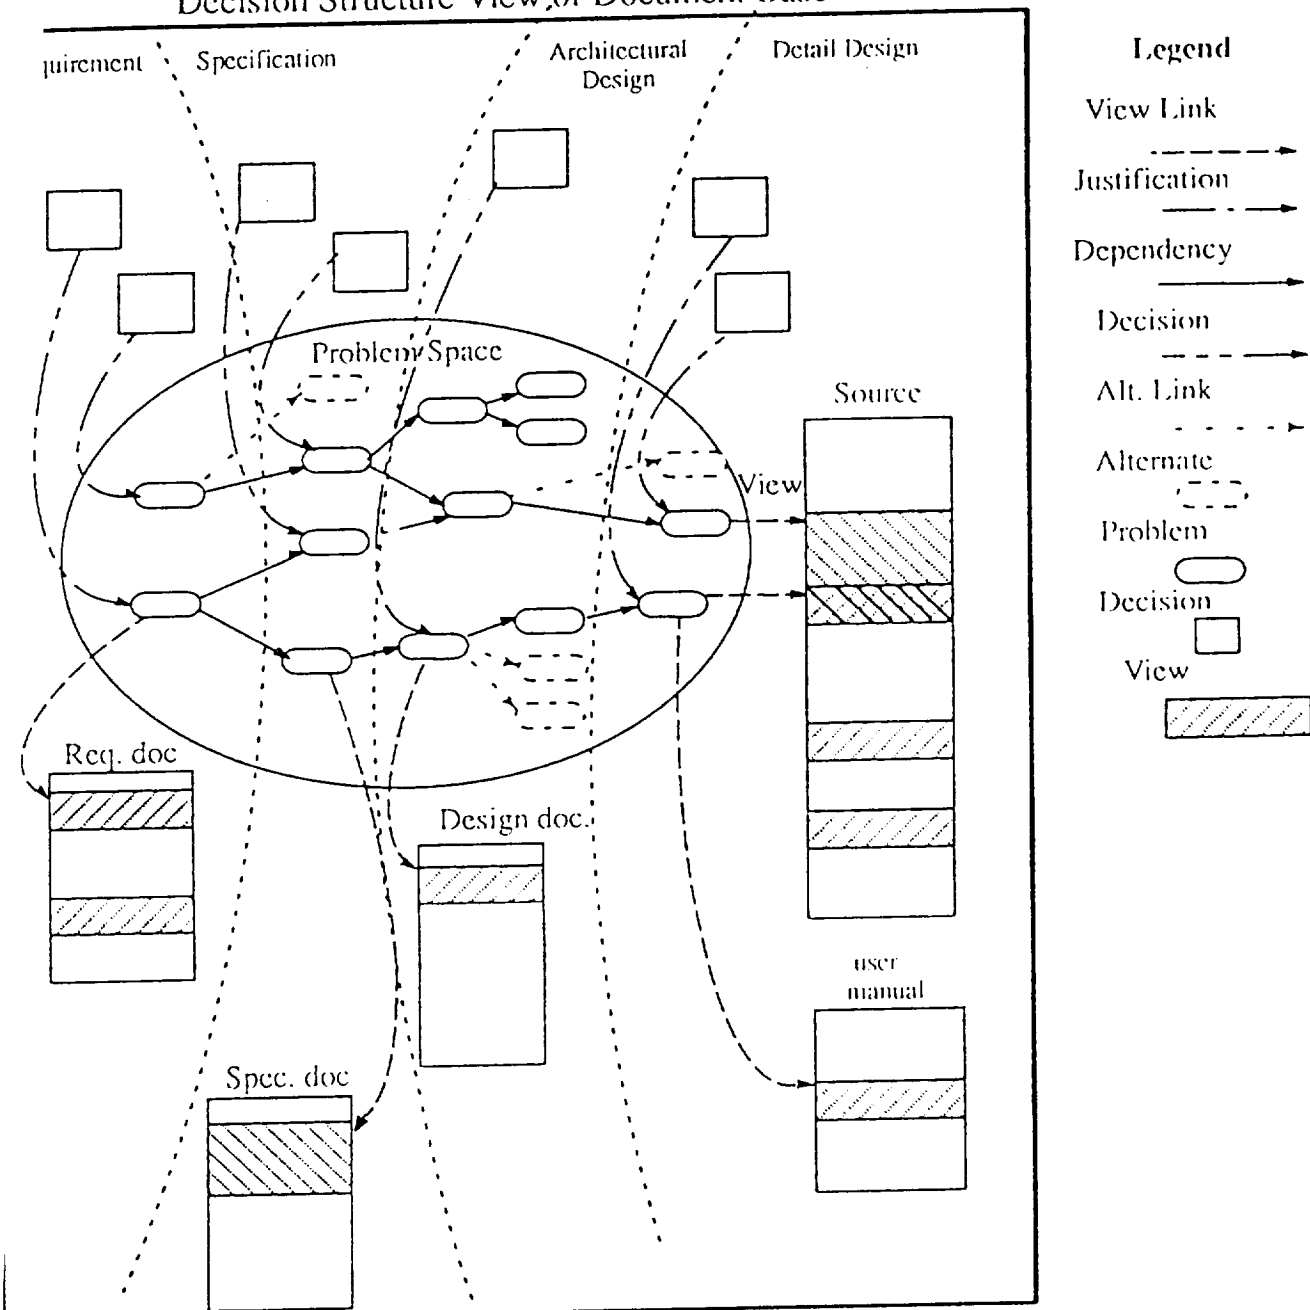 Decision Structure View of Document Base
quirement
Specification
Architectural
Design
Detail Design
Problem Space
Source
View
Req. doc
Design doc.
user
manual
Spec. doc
Legend
View Link
Justification
Dependency
Decision
Alt. Link
Alternate
Problem
Decision
View